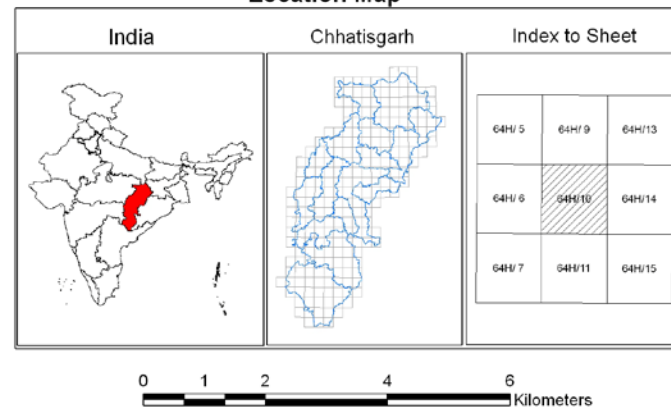 Location Map
India
Chhatisgarh
Index to Sheet
64H/ 5
64H/ 9
64H/13
64H/ 6
64H/10
64H/14
64H/ 7
64H/11
64H/15
0 1 2 4 6
Kilometers